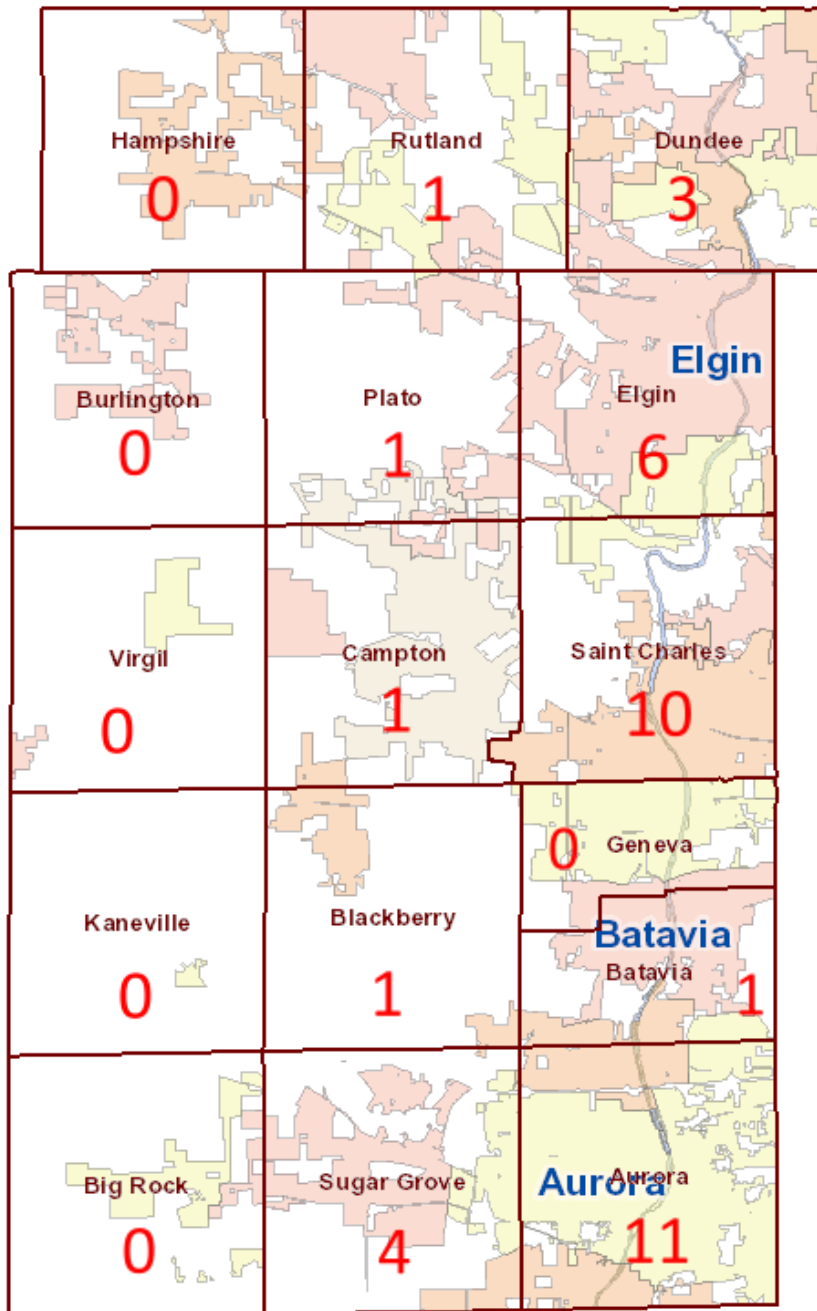 Hampshire
0
Rutland
1
Dundee
3
Burlington
0
Plato
1
Elgin
Elgin
6
Virgil
0
Campton
1
Saint Charles
10
Kaneville
0
Blackberry
1
0
Geneva
Batavia
Batavia
1
Big Rock
0
Sugar Grove
4
Aurora
Aurora
11